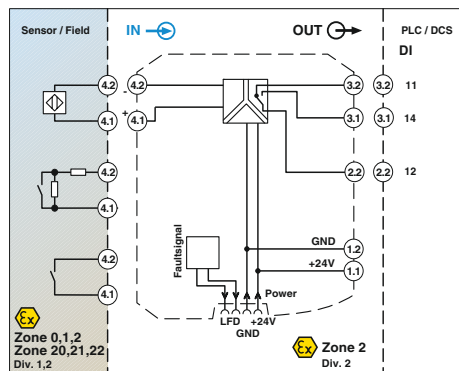 Sensor / Field
IN
OUT
PLC / DCS
DI
4.2
4.1
-
+
4.2
4.1
3.2
3.1
2.2
3.2
3.1
2.2
11
14
12
4.2
4.1
4.2
4.1
Faultsignal
GND
+24V
1.2
1.1
Power
LFD
+24V
GND
Ex
Zone 0,1,2
Zone 20,21,22
Div. 1,2
Ex
Zone 2
Div. 2